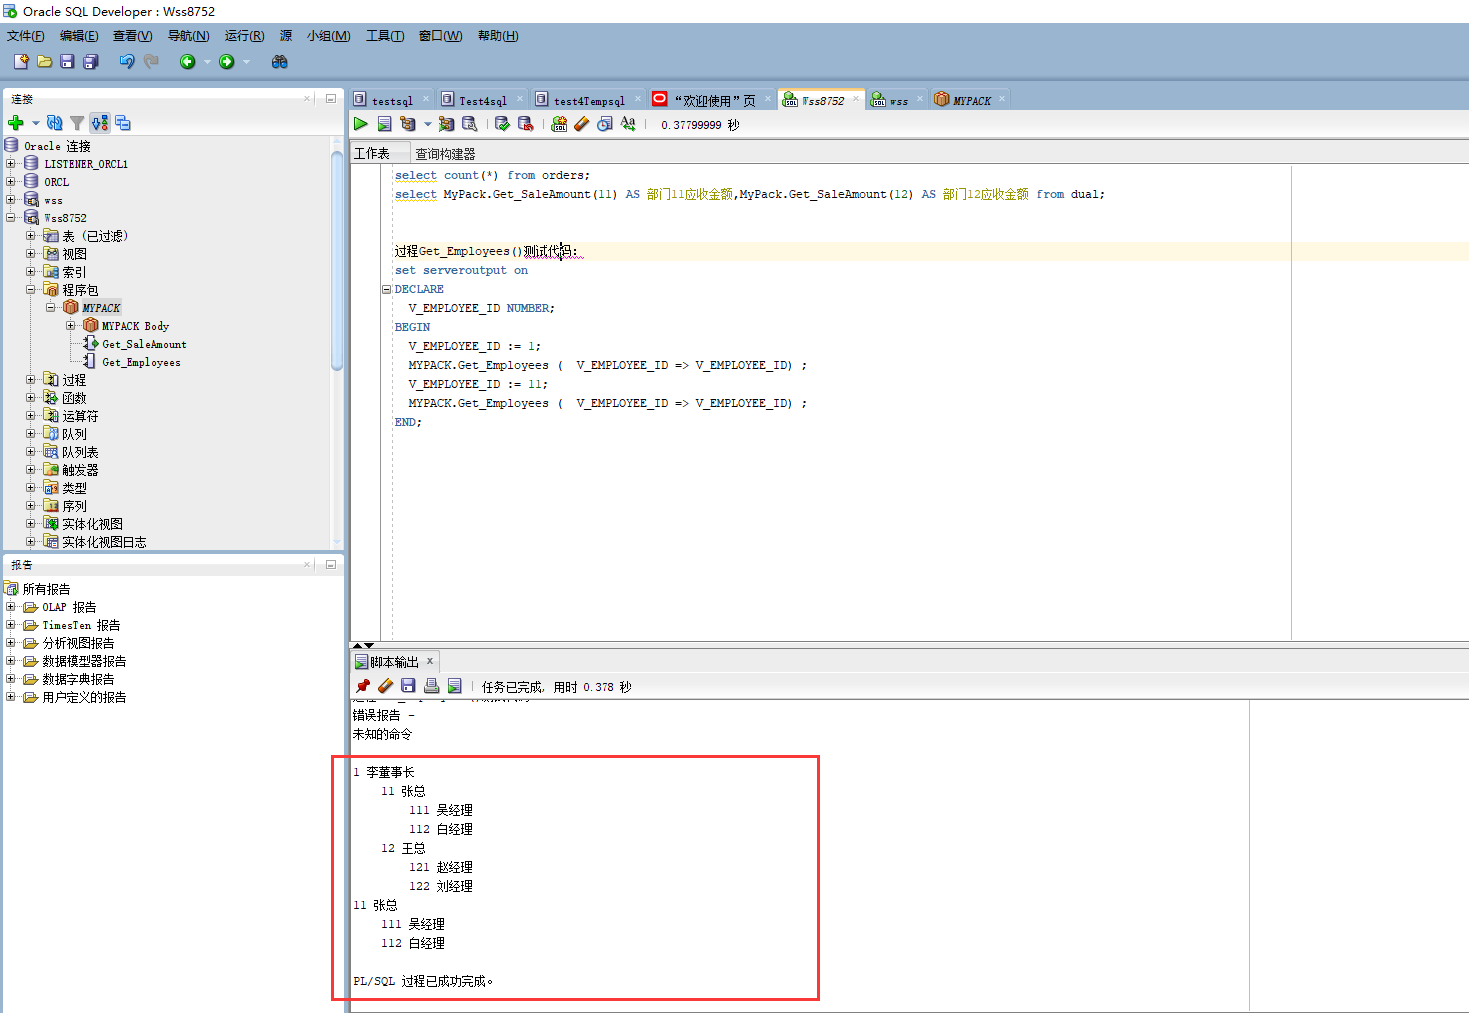 Oracle SQL Developer : Wss8752
文件(F) 编辑(E) 查看(V) 导航(N) 运行(R) 源 小组(M) 工具(T) 窗口(W) 帮助(H)
连接
Oracle 连接
LISTENER_ORCL1
ORCL
wss
Wss8752
表 (已过滤)
视图
索引
程序包
MYPACK
MYPACK Body
Get_SaleAmount
Get_Employees
过程
函数
运算符
队列
队列表
触发器
类型
序列
实体化视图
实体化视图日志
报告
所有报告
OLAP 报告
TimesTen 报告
分析视图报告
数据模型器报告
数据字典报告
用户定义的报告
testsql Test4sql test4Tempsql “欢迎使用”页 Wss8752 wss MYPACK
0.37799999 秒
工作表 查询构建器
select count(*) from orders;
select MyPack.Get_SaleAmount(11) AS 部门11应收金额,MyPack.Get_SaleAmount(12) AS 部门12应收金额 from dual;
过程Get_Employees()测试代码:
set serveroutput on
DECLARE
V_EMPLOYEE_ID NUMBER;
BEGIN
V_EMPLOYEE_ID := 1;
MYPACK.Get_Employees (  V_EMPLOYEE_ID => V_EMPLOYEE_ID) ;
V_EMPLOYEE_ID := 11;
MYPACK.Get_Employees (  V_EMPLOYEE_ID => V_EMPLOYEE_ID) ;
END;
脚本输出
任务已完成, 用时 0.378 秒
错误报告 -
未知的命令
1 李董事长
11 张总
111 吴经理
112 白经理
12 王总
121 赵经理
122 刘经理
11 张总
111 吴经理
112 白经理
PL/SQL 过程已成功完成。